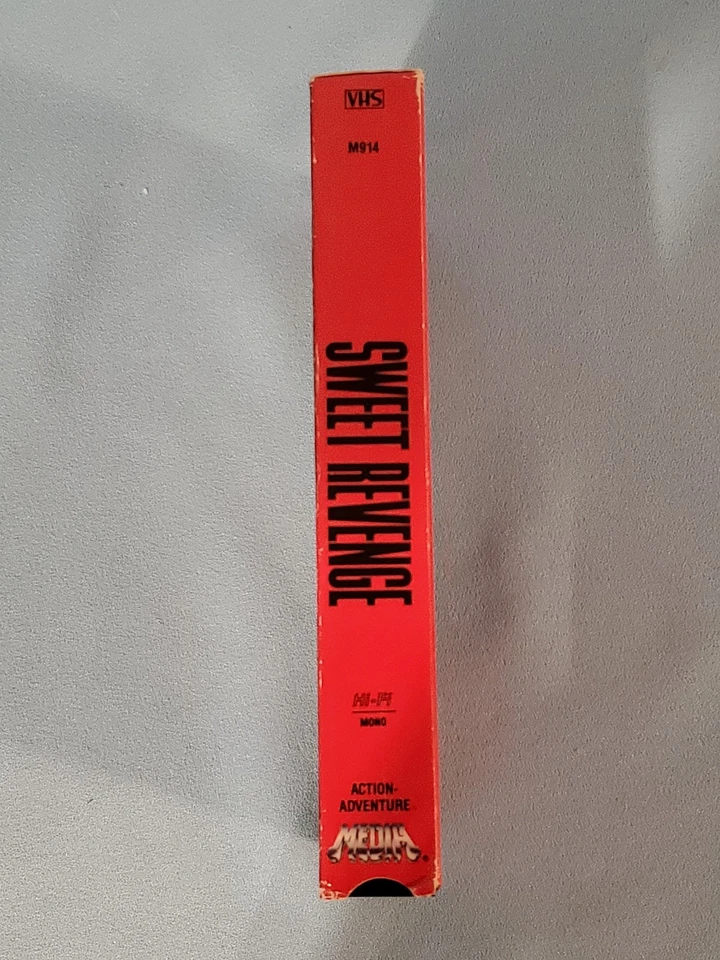 VHS
M914
SWEET REVENGE
Hi-Fi
MONO
ACTION-
ADVENTURE
MEDIA®